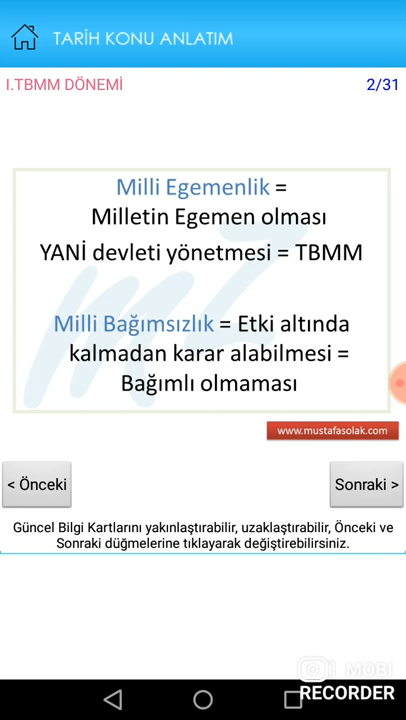 TARİH KONU ANLATIM
I.TBMM DÖNEMİ
2/31
Milli Egemenlik =
Milletin Egemen olması
YANİ devleti yönetmesi = TBMM
Milli Bağımsızlık = Etki altında
kalmadan karar alabilmesi =
Bağımlı olmaması
www.mustafasolak.com
< Önceki
Sonraki >
Güncel Bilgi Kartlarını yakınlaştırabilir, uzaklaştırabilir, Önceki ve
Sonraki düğmelerine tıklayarak değiştirebilirsiniz.
MOBI
RECORDER